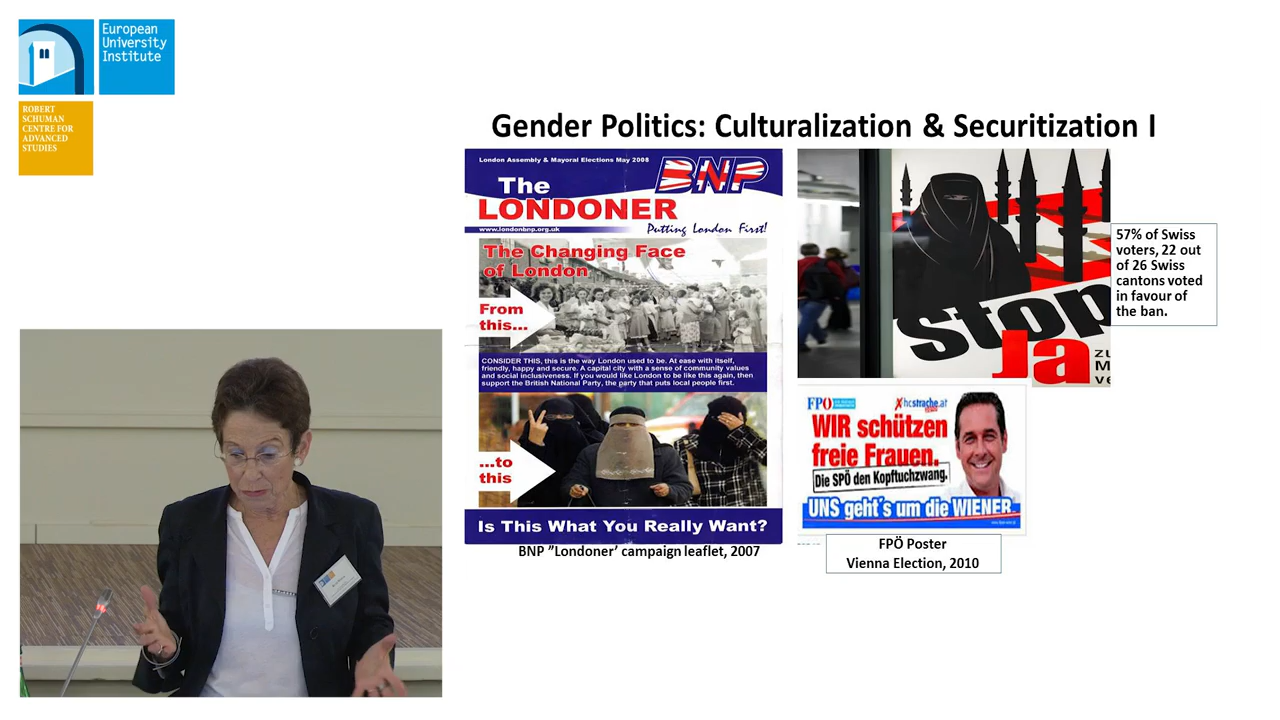 European
University
Institute
ROBERT
SCHUMAN
CENTRE FOR
ADVANCED
STUDIES
Gender Politics: Culturalization & Securitization I
London Assembly & Mayoral Elections May 2008
BNP
The
LONDONER
www.londonbnp.org.uk
Putting London First!
The Changing Face
of London
From
this...
CONSIDER THIS, this is the way London used to be. At ease with itself,
friendly, happy and secure. A capital city with a sense of community values
and social inclusiveness. If you would like London to be like this again, then
support the British National Party, the party that puts local people first.
...to
this
Is This What You Really Want?
BNP ”Londoner’ campaign leaflet, 2007
Stop
Ja
57% of Swiss
voters, 22 out
of 26 Swiss
cantons voted
in favour of
the ban.
FPÖ
hcstrache.at
WIR schützen
freie Frauen.
Die SPÖ den Kopftuchzwang.
UNS geht´s um die WIENER.
FPÖ Poster
Vienna Election, 2010